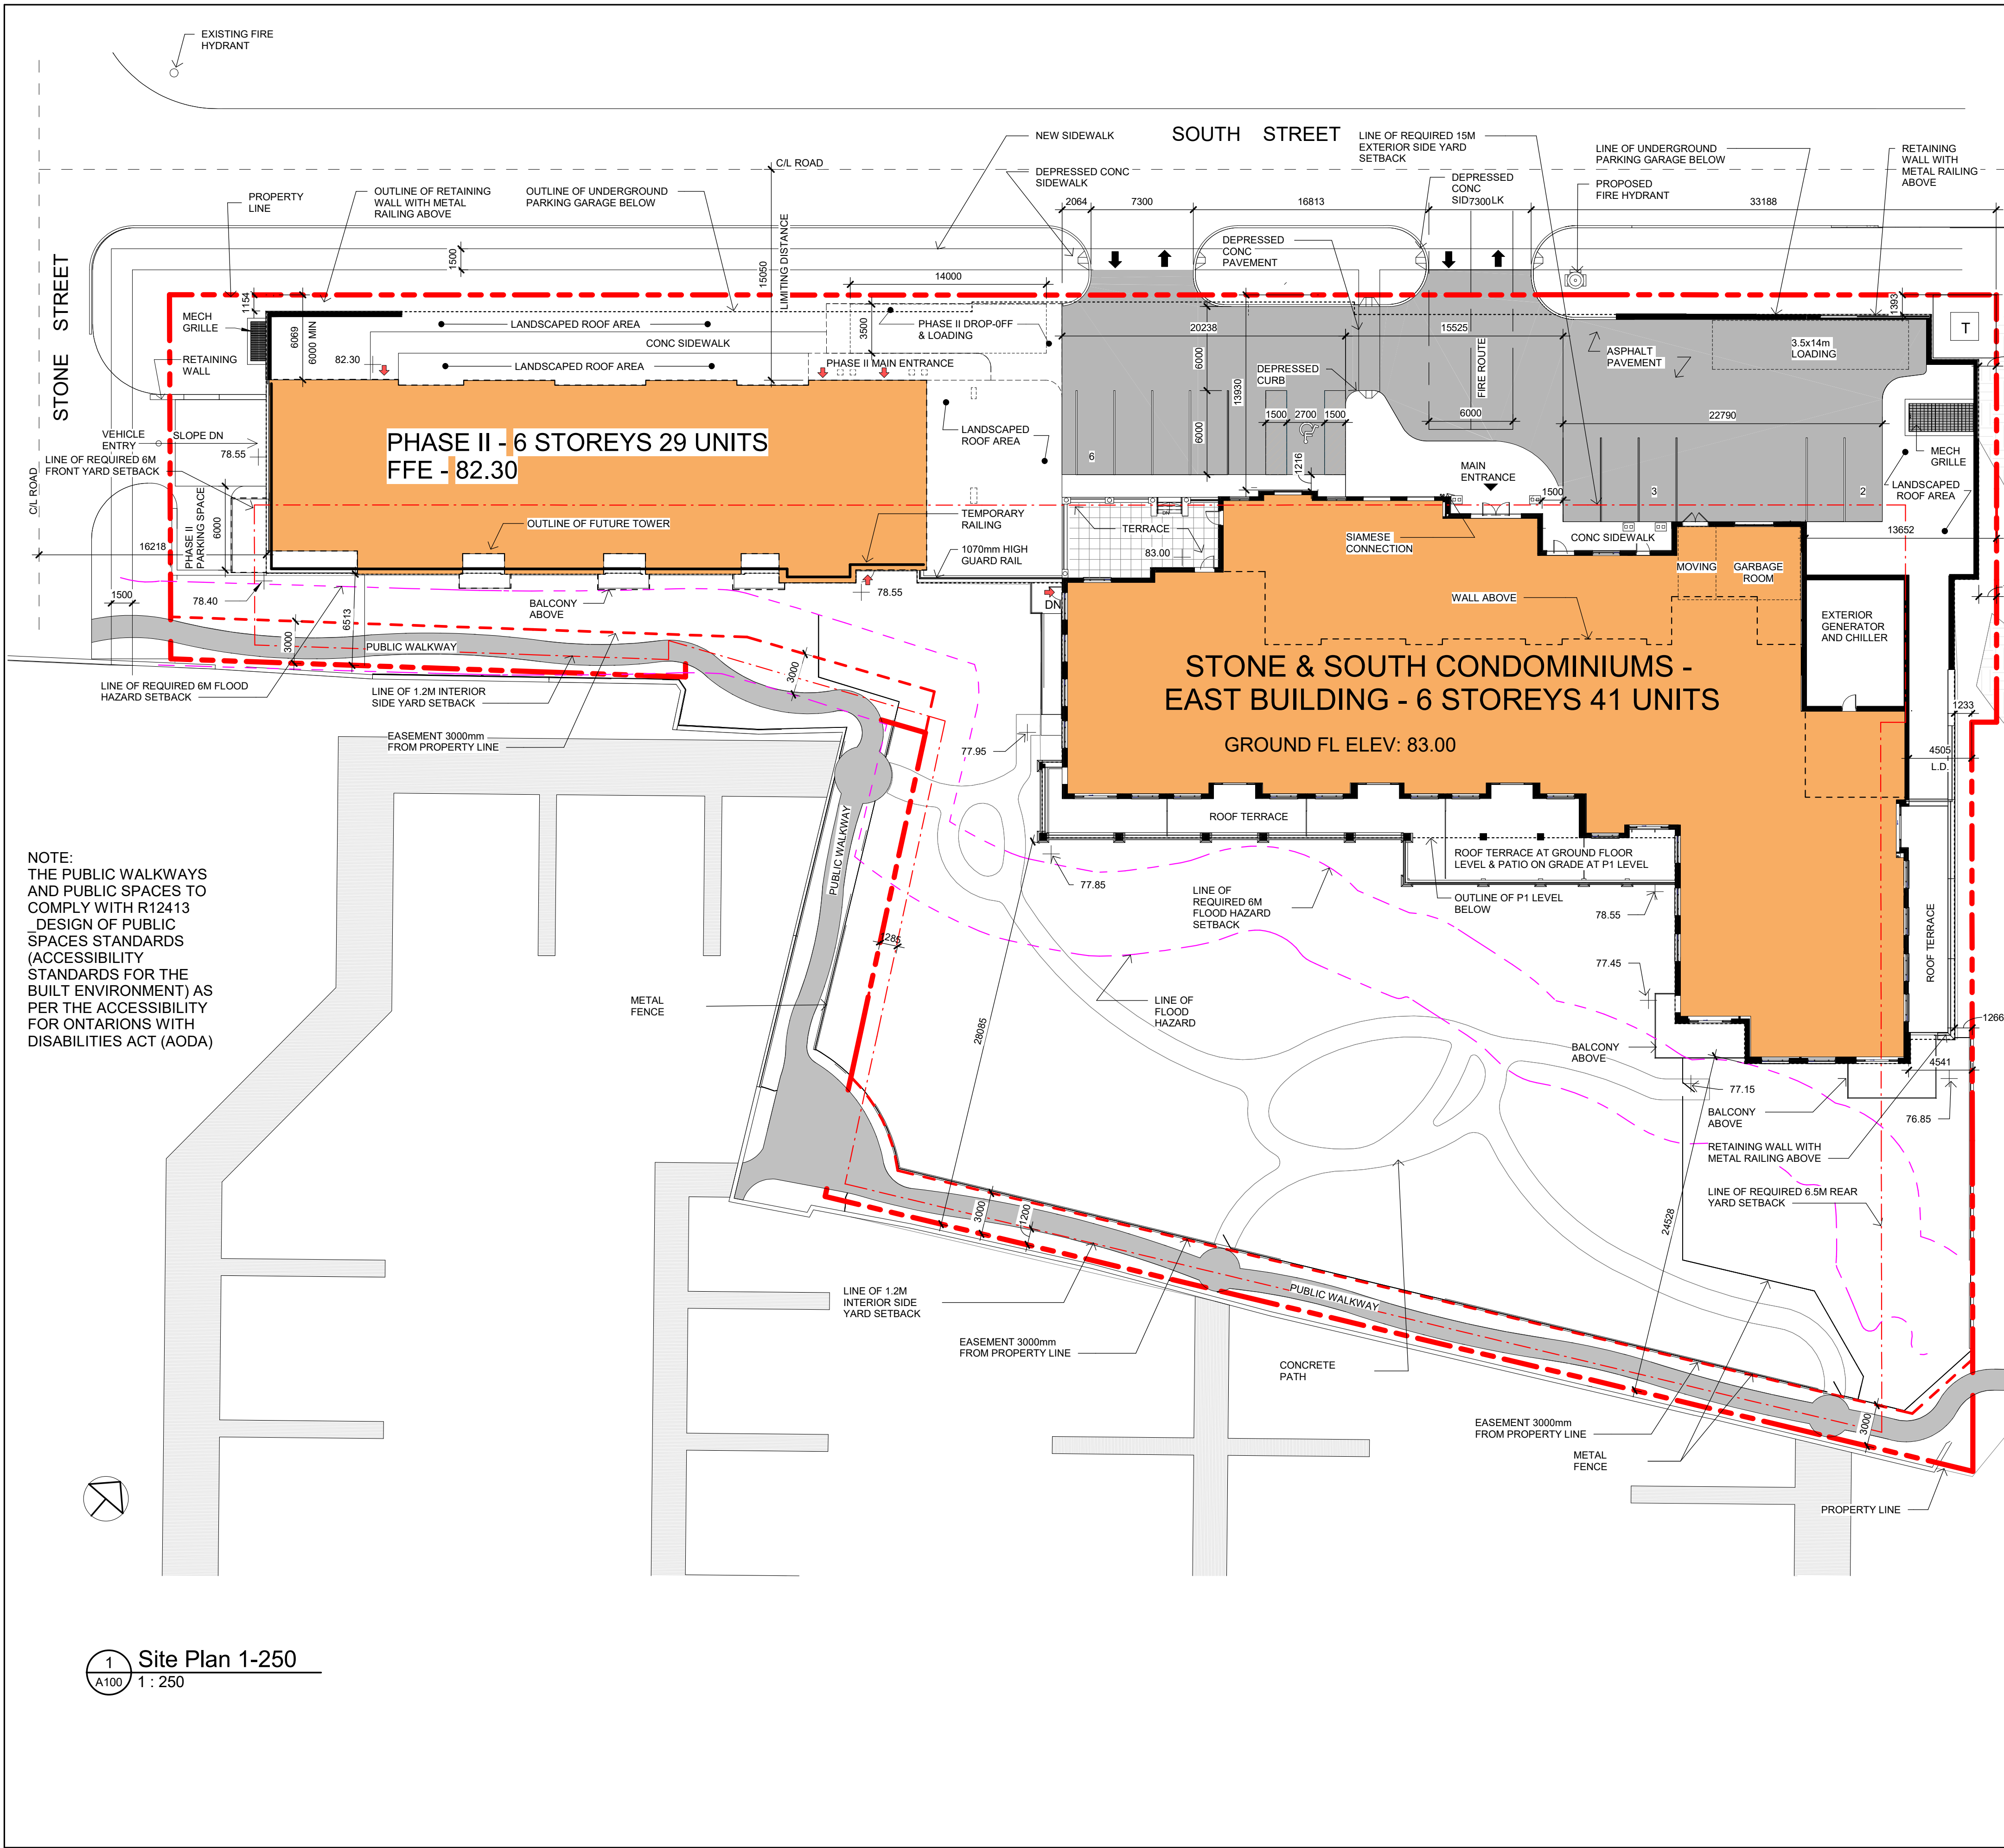 EXISTING FIRE
HYDRANT
SOUTH STREET
NEW SIDEWALK
LINE OF REQUIRED 15M
EXTERIOR SIDE YARD
SETBACK
LINE OF UNDERGROUND
PARKING GARAGE BELOW
RETAINING
WALL WITH
METAL RAILING
ABOVE
C/L ROAD
DEPRESSED CONC
SIDEWALK
DEPRESSED
CONC
SID7300LK
PROPOSED
FIRE HYDRANT
PROPERTY
LINE
OUTLINE OF RETAINING
WALL WITH METAL
RAILING ABOVE
OUTLINE OF UNDERGROUND
PARKING GARAGE BELOW
2064
7300
16813
33188
STONE STREET
1500
15050
LIMITING DISTANCE
14000
DEPRESSED
CONC
PAVEMENT
1154
MECH
GRILLE
6069
6000 MIN
LANDSCAPED ROOF AREA
3500
PHASE II DROP-0FF
& LOADING
20238
15525
1393
T
CONC SIDEWALK
3.5x14m
LOADING
RETAINING
WALL
82.30
LANDSCAPED ROOF AREA
PHASE II MAIN ENTRANCE
6000
13930
DEPRESSED
CURB
FIRE ROUTE
ASPHALT
PAVEMENT
1500
2700
1500
6000
22790
VEHICLE
ENTRY
SLOPE DN
78.55
PHASE II - 6 STOREYS 29 UNITS
FFE - 82.30
LANDSCAPED
ROOF AREA
6000
6
1216
MAIN
ENTRANCE
MECH
GRILLE
LINE OF REQUIRED 6M
FRONT YARD SETBACK
C/L ROAD
1500
3
2
LANDSCAPED
ROOF AREA
PHASE II
PARKING SPACE
6000
OUTLINE OF FUTURE TOWER
TEMPORARY
RAILING
TERRACE
DN
83.00
SIAMESE
CONNECTION
CONC SIDEWALK
13652
16218
1070mm HIGH
GUARD RAIL
MOVING
GARBAGE
ROOM
78.40
1500
BALCONY
ABOVE
78.55
DN
WALL ABOVE
EXTERIOR
GENERATOR
AND CHILLER
6513
3000
PUBLIC WALKWAY
3000
STONE & SOUTH CONDOMINIUMS -
EAST BUILDING - 6 STOREYS 41 UNITS
LINE OF REQUIRED 6M FLOOD
HAZARD SETBACK
LINE OF 1.2M INTERIOR
SIDE YARD SETBACK
1233
EASEMENT 3000mm
FROM PROPERTY LINE
77.95
GROUND FL ELEV: 83.00
4505
L.D.
ROOF TERRACE
PUBLIC WALKWAY
NOTE:
THE PUBLIC WALKWAYS
AND PUBLIC SPACES TO
COMPLY WITH R12413
_DESIGN OF PUBLIC
SPACES STANDARDS
(ACCESSIBILITY
STANDARDS FOR THE
BUILT ENVIRONMENT) AS
PER THE ACCESSIBILITY
FOR ONTARIONS WITH
DISABILITIES ACT (AODA)
ROOF TERRACE AT GROUND FLOOR
LEVEL & PATIO ON GRADE AT P1 LEVEL
77.85
LINE OF
REQUIRED 6M
FLOOD HAZARD
SETBACK
OUTLINE OF P1 LEVEL
BELOW
78.55
ROOF TERRACE
1285
77.45
METAL
FENCE
LINE OF
FLOOD
HAZARD
28085
1266
BALCONY
ABOVE
4541
77.15
BALCONY
ABOVE
76.85
RETAINING WALL WITH
METAL RAILING ABOVE
LINE OF REQUIRED 6.5M REAR
YARD SETBACK
3000
1200
24528
LINE OF 1.2M
INTERIOR SIDE
YARD SETBACK
PUBLIC WALKWAY
EASEMENT 3000mm
FROM PROPERTY LINE
CONCRETE
PATH
EASEMENT 3000mm
FROM PROPERTY LINE
3000
METAL
FENCE
PROPERTY LINE
1
A100
Site Plan 1-250
1 : 250